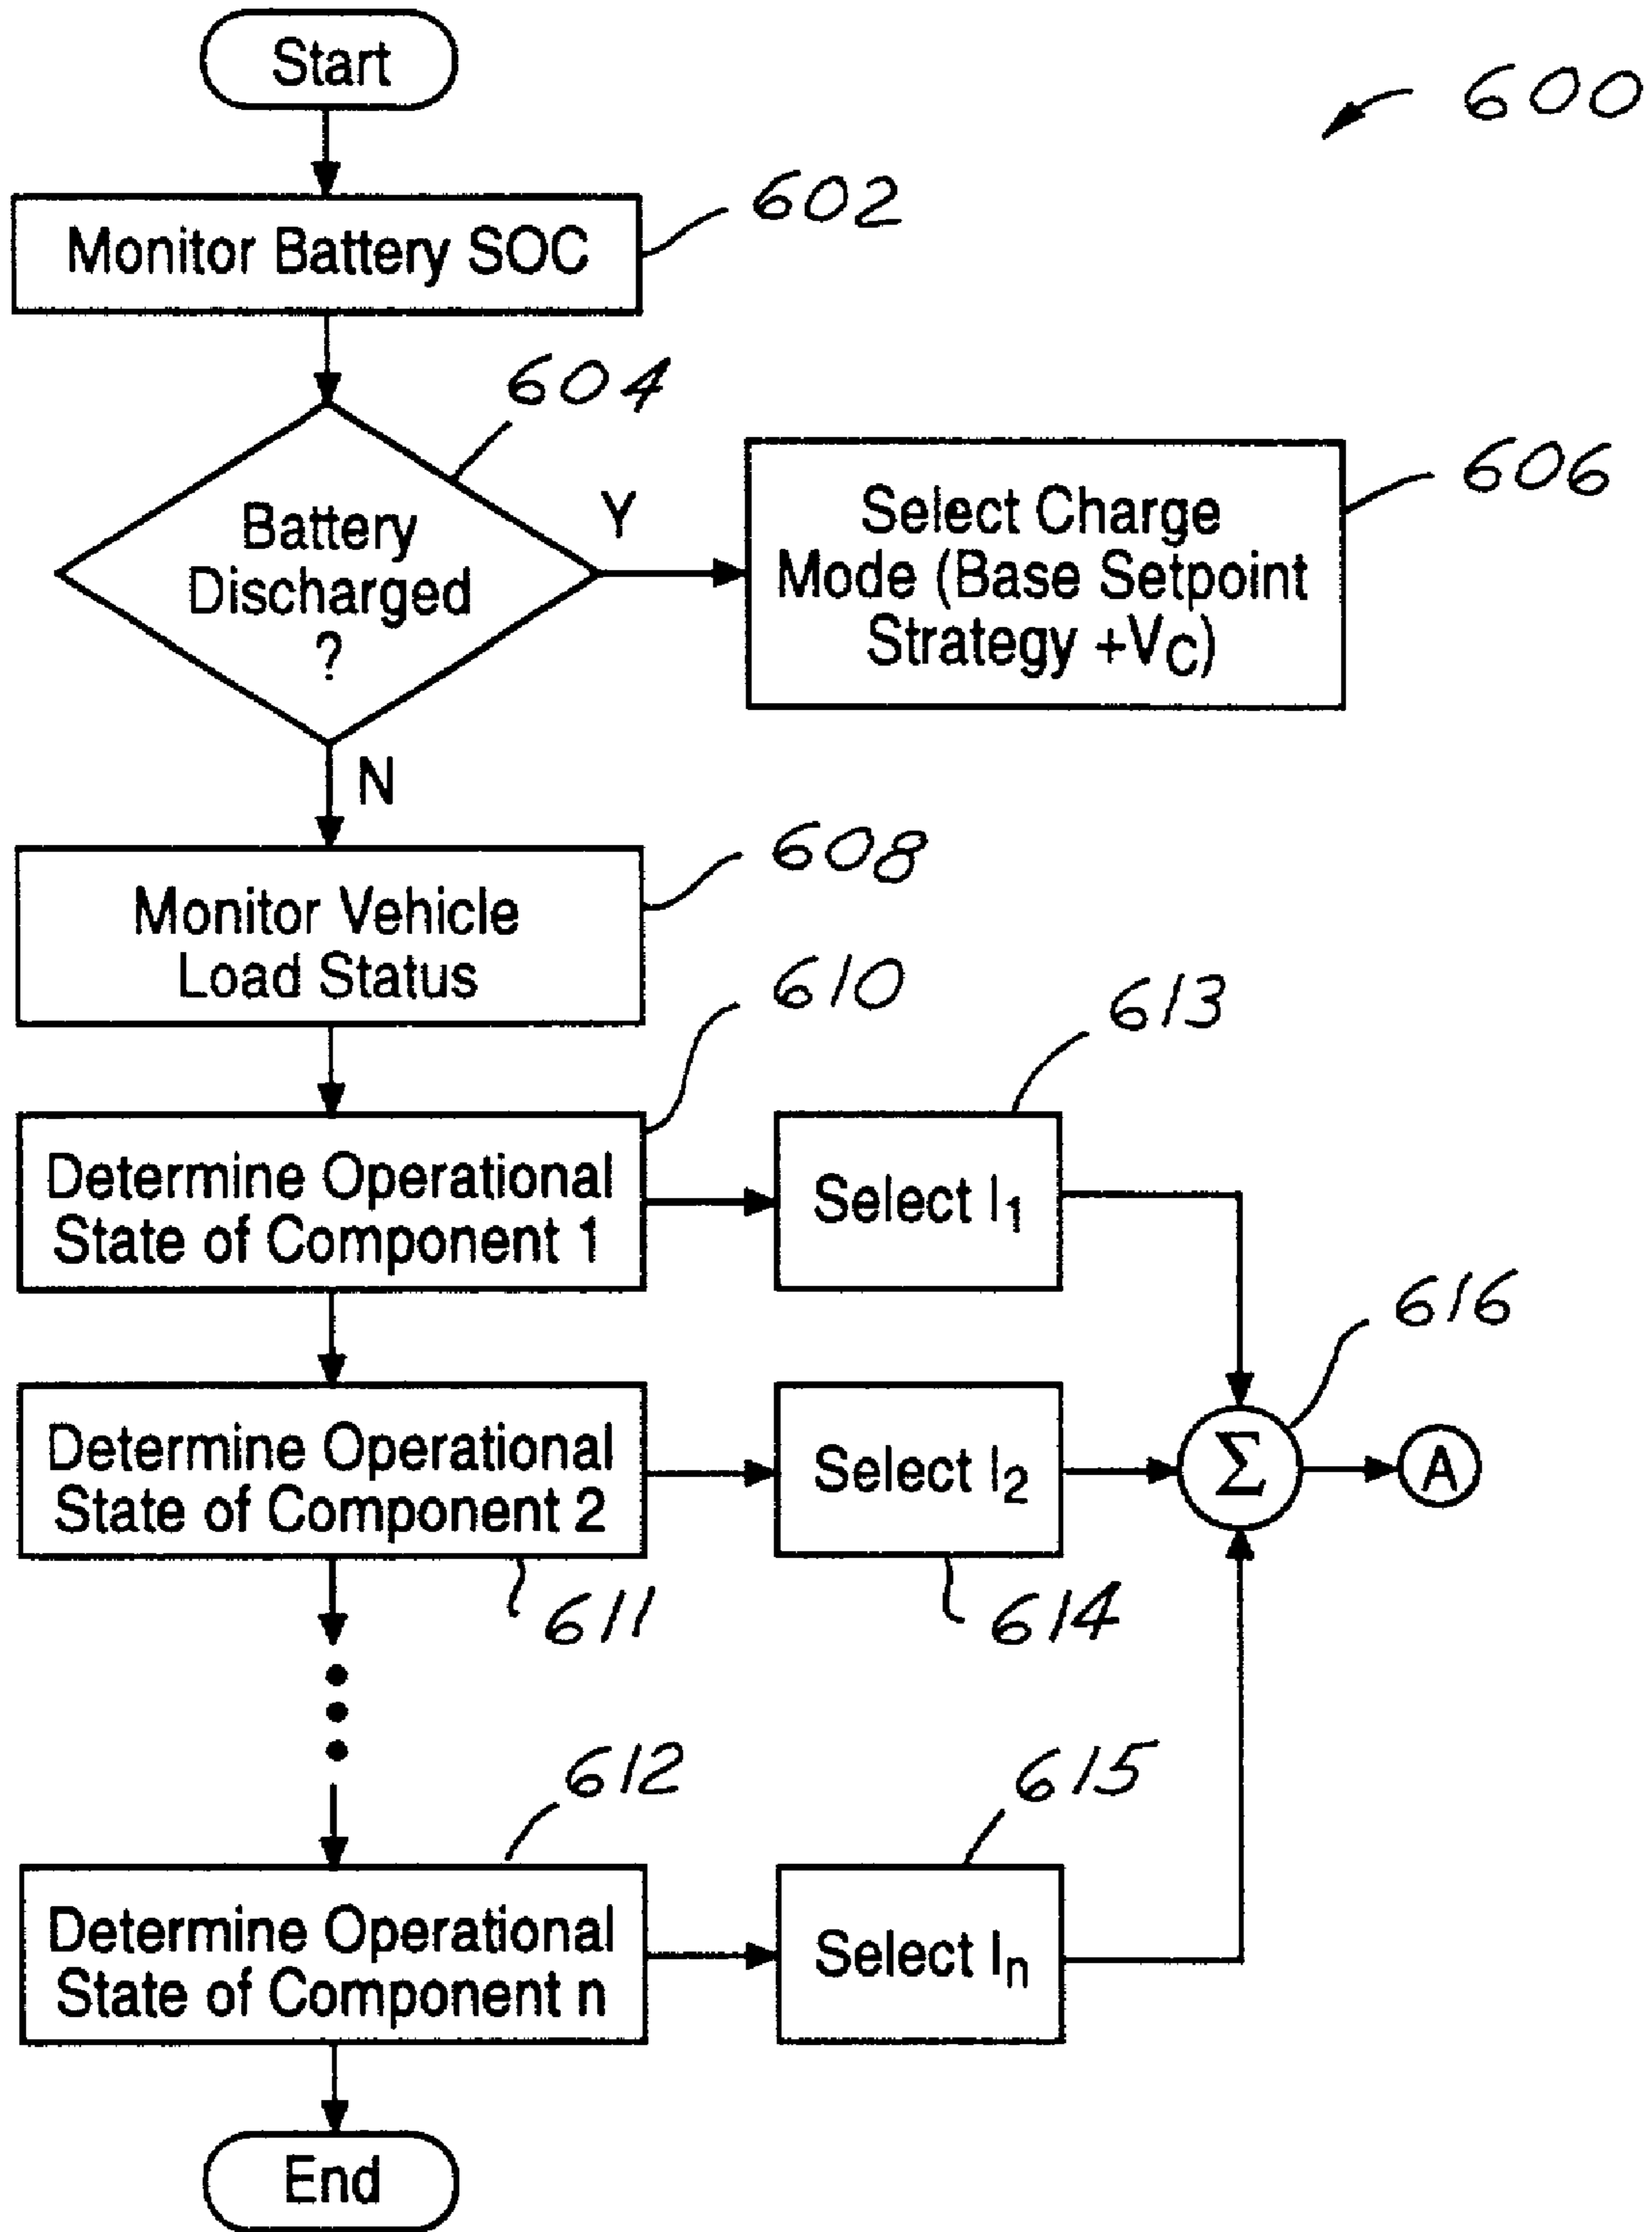 Start
600
Monitor Battery SOC
602
604
Battery
Discharged
?
Y
Select Charge
Mode (Base Setpoint
Strategy +VC)
606
N
Monitor Vehicle
Load Status
608
610
Determine Operational
State of Component 1
Select I1
613
616
Determine Operational
State of Component 2
611
Select I2
614
Σ
A
612
615
Determine Operational
State of Component n
Select In
End